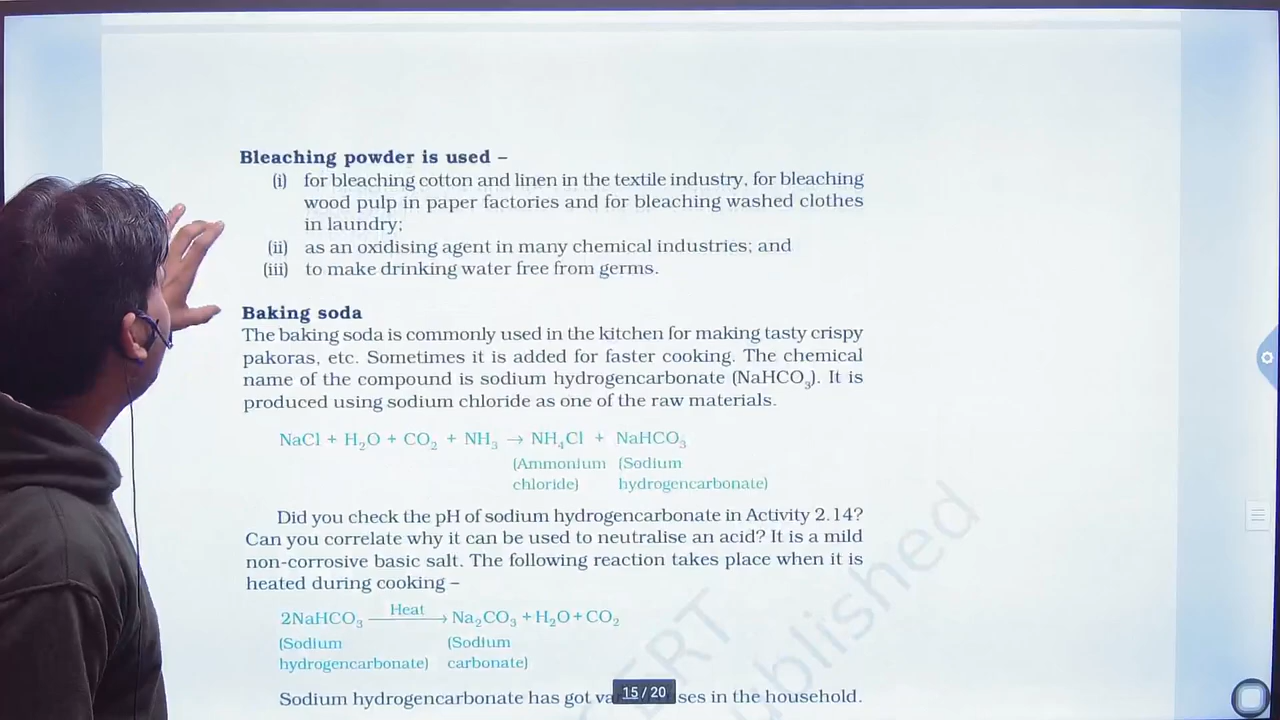 Bleaching powder is used –
(i) for bleaching cotton and linen in the textile industry, for bleaching
wood pulp in paper factories and for bleaching washed clothes
in laundry;
(ii) as an oxidising agent in many chemical industries; and
(iii) to make drinking water free from germs.
Baking soda
The baking soda is commonly used in the kitchen for making tasty crispy
pakoras, etc. Sometimes it is added for faster cooking. The chemical
name of the compound is sodium hydrogencarbonate (NaHCO₃). It is
produced using sodium chloride as one of the raw materials.
NaCl + H₂O + CO₂ + NH₃ → NH₄Cl + NaHCO₃
(Ammonium (Sodium
chloride) hydrogencarbonate)
Did you check the pH of sodium hydrogencarbonate in Activity 2.14?
Can you correlate why it can be used to neutralise an acid? It is a mild
non-corrosive basic salt. The following reaction takes place when it is
heated during cooking –
Heat
2NaHCO₃ → Na₂CO₃ + H₂O + CO₂
(Sodium (Sodium
hydrogencarbonate) carbonate)
Sodium hydrogencarbonate has got uses in the household.
15 / 20
published